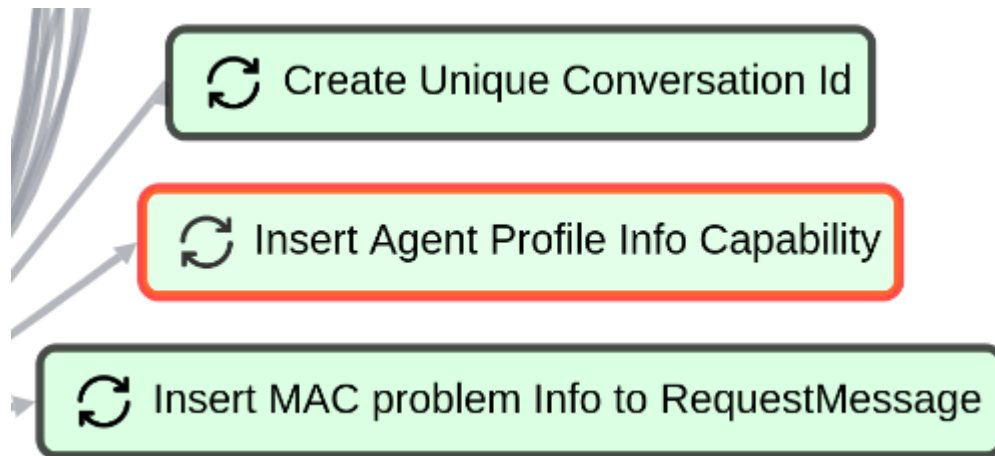 Create Unique Conversation Id
Insert Agent Profile Info Capability
Insert MAC problem Info to RequestMessage